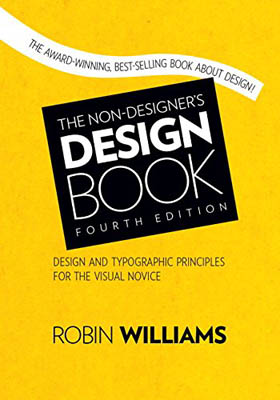 THE AWARD-WINNING, BEST-SELLING BOOK ABOUT DESIGN!
THE NON-DESIGNER'S
DESIGN
BOOK
FOURTH EDITION
DESIGN AND TYPOGRAPHIC PRINCIPLES
FOR THE VISUAL NOVICE
ROBIN WILLIAMS